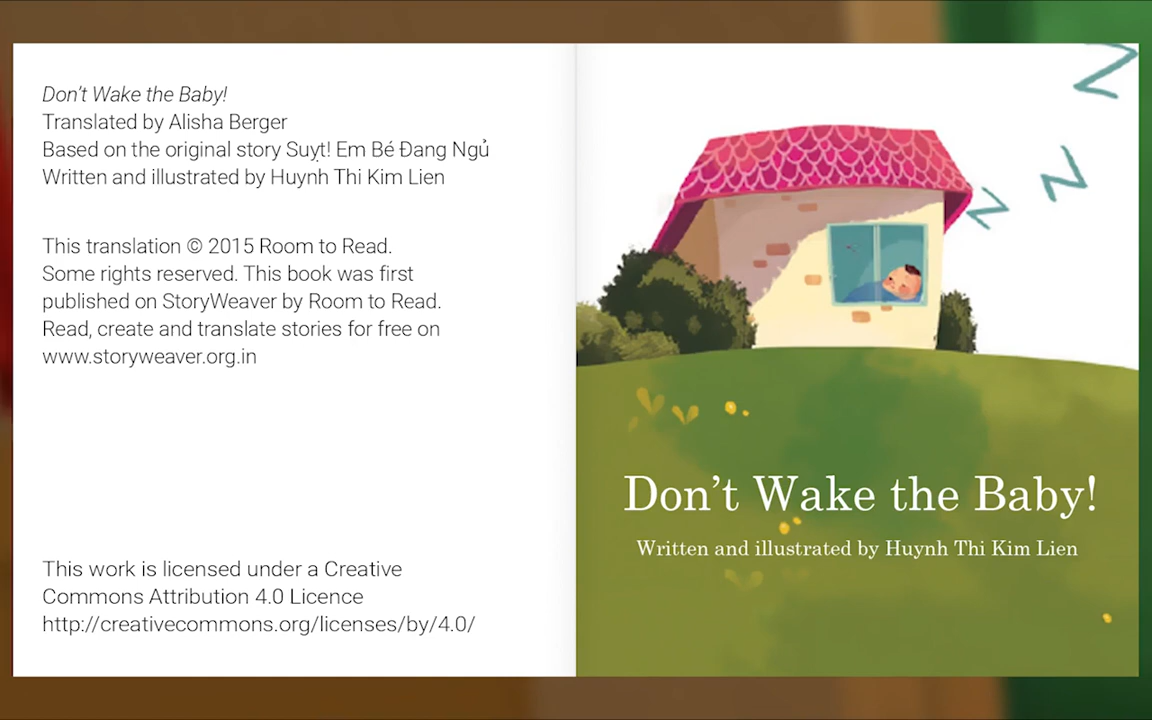 Don't Wake the Baby!
Translated by Alisha Berger
Based on the original story Suỵt! Em Bé Đang Ngủ
Written and illustrated by Huynh Thi Kim Lien
This translation © 2015 Room to Read.
Some rights reserved. This book was first
published on StoryWeaver by Room to Read.
Read, create and translate stories for free on
www.storyweaver.org.in
This work is licensed under a Creative
Commons Attribution 4.0 Licence
http://creativecommons.org/licenses/by/4.0/
Z
Z
Z
Don't Wake the Baby!
Written and illustrated by Huynh Thi Kim Lien